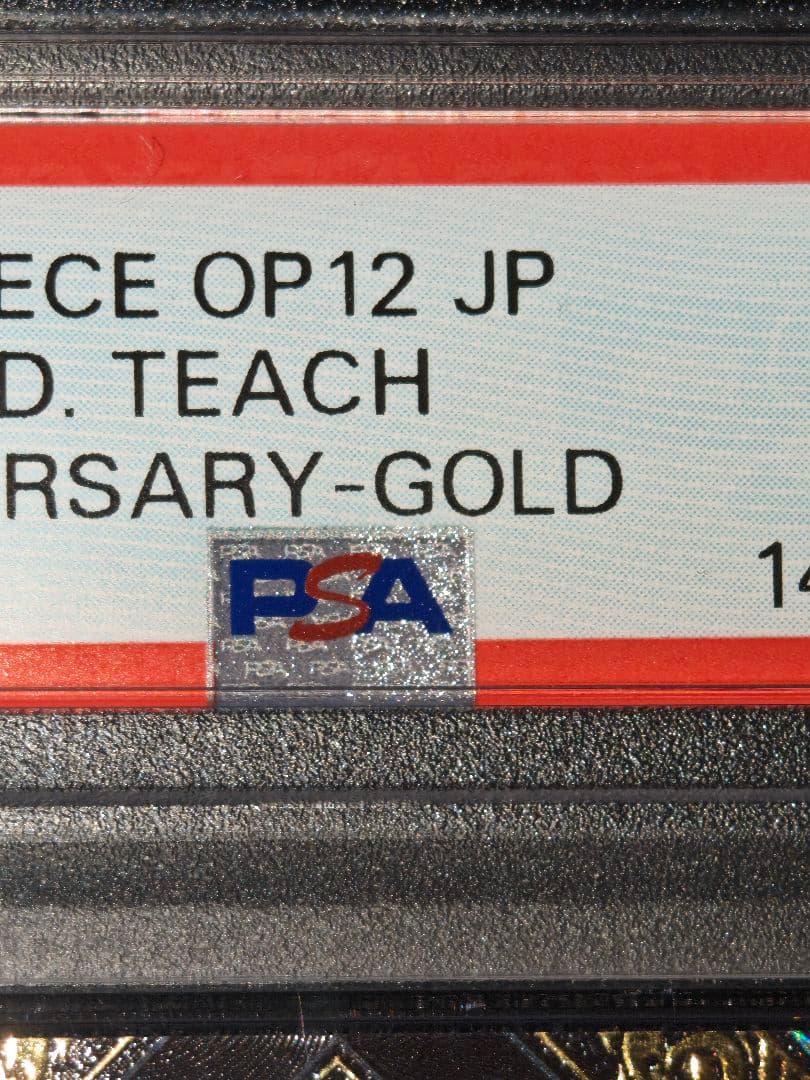 ECE OP12 JP
D. TEACH
RSARY-GOLD
14
PSA